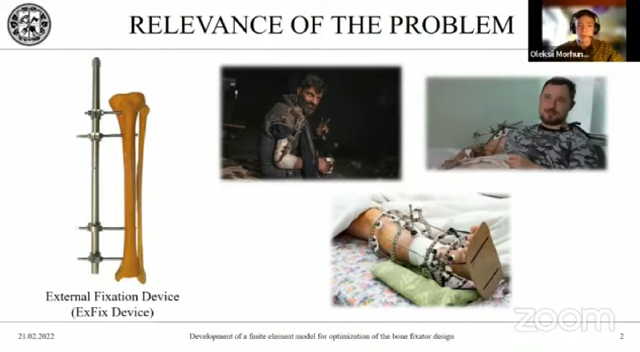 RELEVANCE OF THE PROBLEM
Oleksii Morhun...
External Fixation Device
(ExFix Device)
zoom
21.02.2022
Development of a finite element model for optimization of the bone fixator design
2